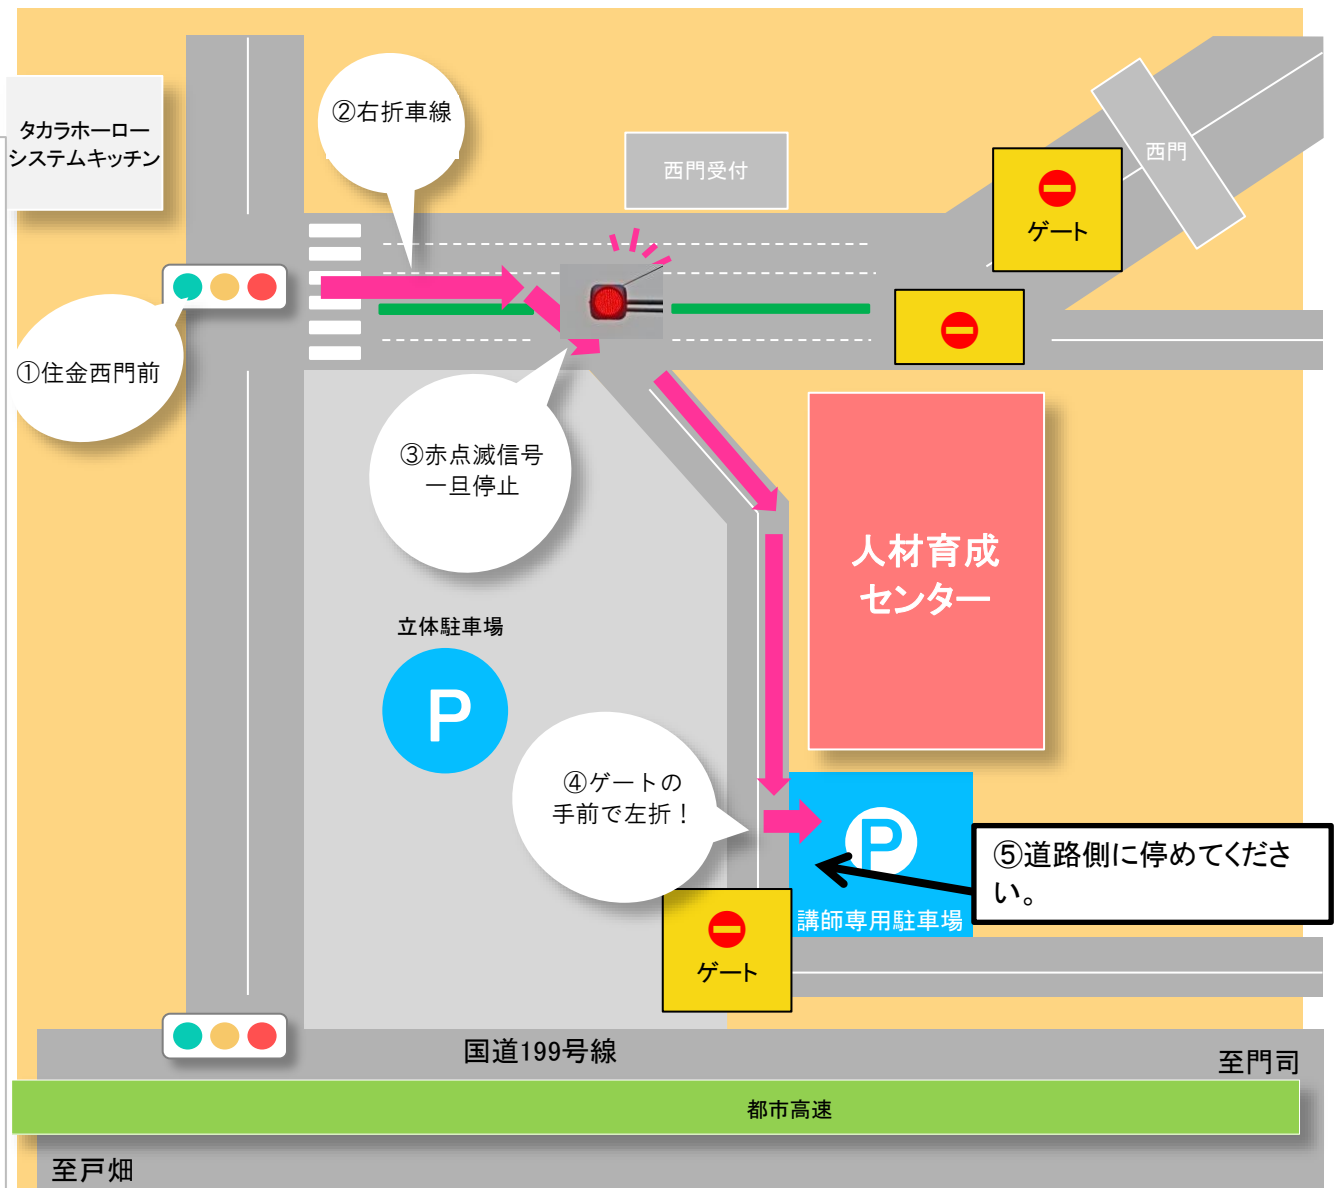 ②右折車線
タカラホーロー
システムキッチン
西門受付
西門
ゲート
①住金西門前
③赤点滅信号
一旦停止
人材育成
センター
立体駐車場
P
④ゲートの
手前で左折！
P
⑤道路側に停めてくださ
い。
講師専用駐車場
ゲート
国道199号線
至門司
都市高速
至戸畑